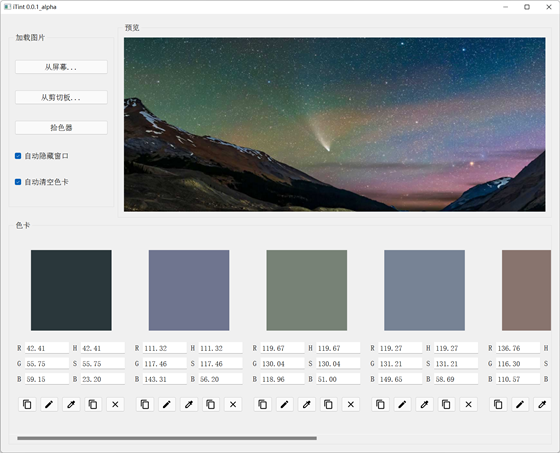 iTint 0.0.1_alpha
加载图片
预览
从屏幕...
从剪切板...
拾色器
自动隐藏窗口
自动清空色卡
色卡
R 42.41 H 42.41 R 111.32 H 111.32 R 119.67 H 119.67 R 119.27 H 119.27 R 136.76 H
G 55.75 S 55.75 G 117.46 S 117.46 G 130.04 S 130.04 G 131.21 S 131.21 G 116.30 S
B 59.15 B 23.20 B 143.31 B 56.20 B 118.96 B 51.00 B 149.65 B 58.69 B 110.57 B